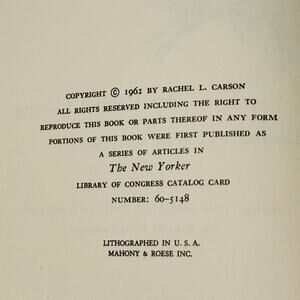 COPYRIGHT © 1962 BY RACHEL L. CARSON
ALL RIGHTS RESERVED INCLUDING THE RIGHT TO
REPRODUCE THIS BOOK OR PARTS THEREOF IN ANY FORM
PORTIONS OF THIS BOOK WERE FIRST PUBLISHED AS
A SERIES OF ARTICLES IN
The New Yorker
LIBRARY OF CONGRESS CATALOG CARD
NUMBER: 60-5148
LITHOGRAPHED IN U. S. A.
MAHONY & ROESE INC.